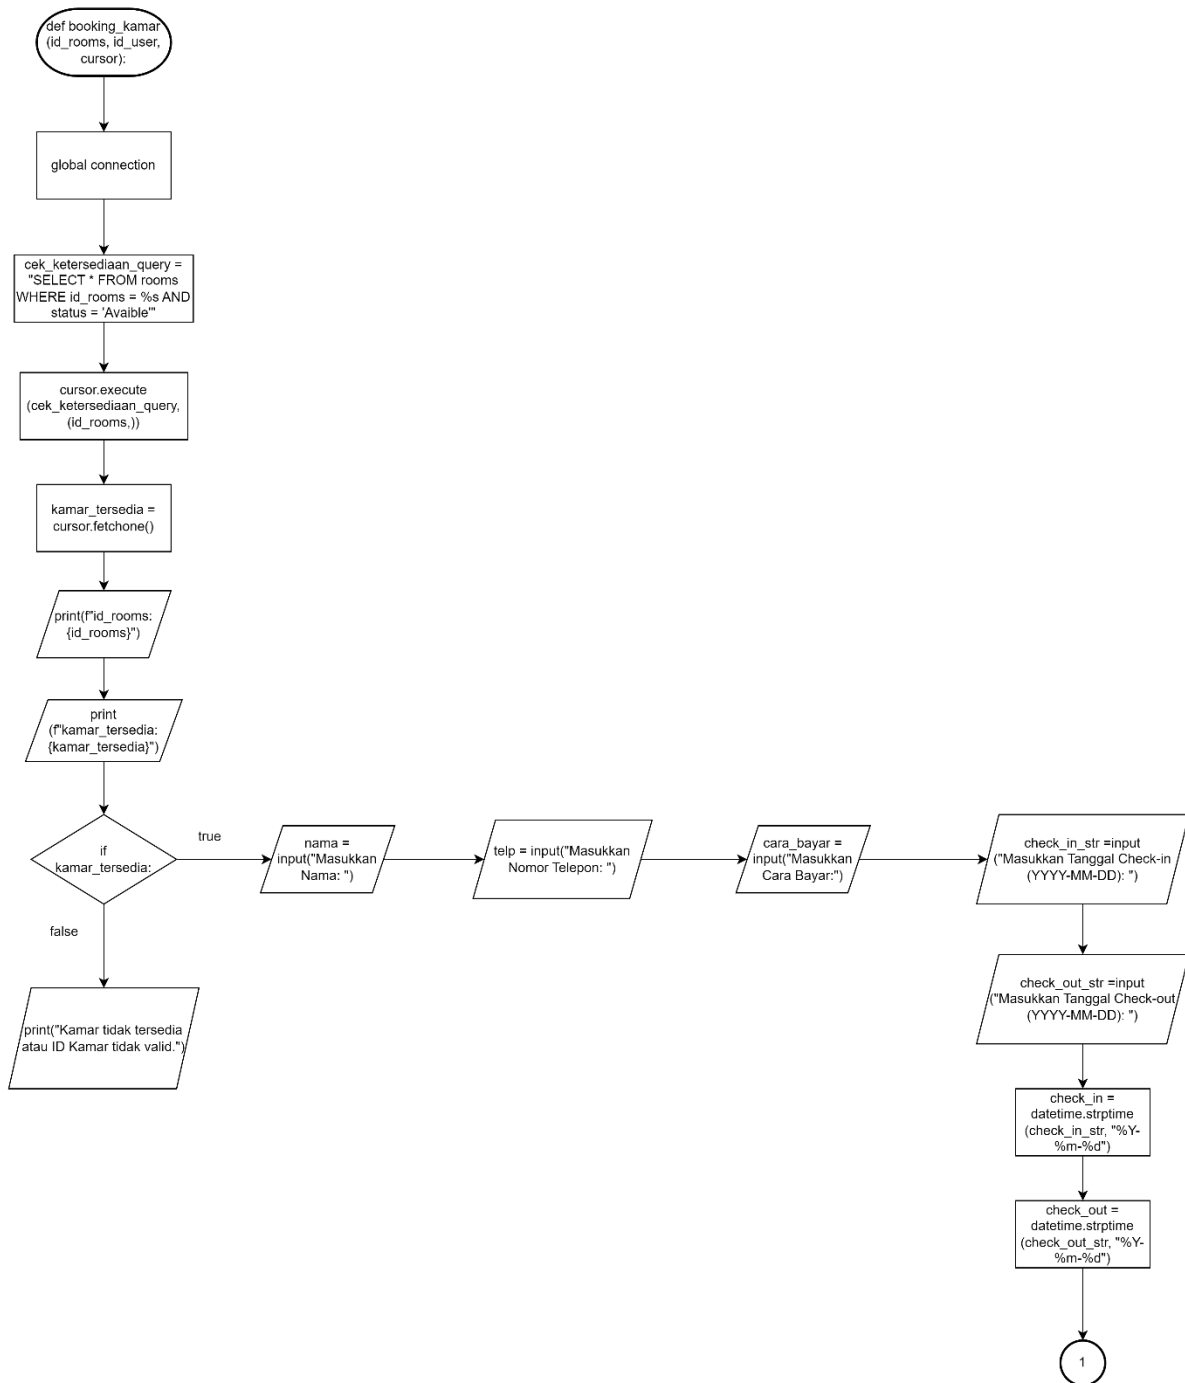 def booking_kamar
(id_rooms, id_user,
cursor):
global connection
cek_ketersediaan_query =
"SELECT * FROM rooms
WHERE id_rooms = %s AND
status = 'Avaible'"
cursor.execute
(cek_ketersediaan_query,
(id_rooms,))
kamar_tersedia =
cursor.fetchone()
print(f"id_rooms:
{id_rooms}")
print
(f"kamar_tersedia:
{kamar_tersedia}")
if
kamar_tersedia:
true
nama =
input("Masukkan
Nama: ")
telp = input("Masukkan
Nomor Telepon: ")
cara_bayar =
input("Masukkan
Cara Bayar:")
check_in_str =input
("Masukkan Tanggal Check-in
(YYYY-MM-DD): ")
false
print("Kamar tidak tersedia
atau ID Kamar tidak valid.")
check_out_str =input
("Masukkan Tanggal Check-out
(YYYY-MM-DD): ")
check_in =
datetime.strptime
(check_in_str, "%Y-
%m-%d")
check_out =
datetime.strptime
(check_out_str, "%Y-
%m-%d")
1